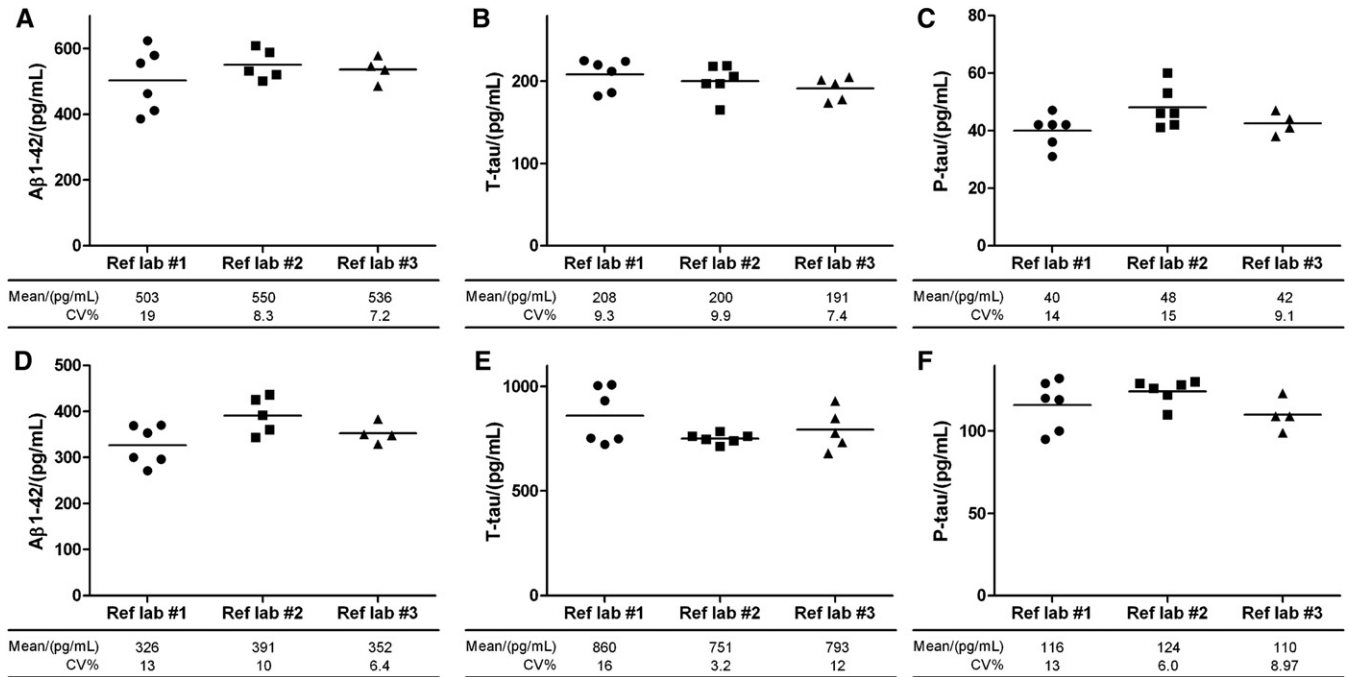 A
Aβ 1-42/(pg/mL)
600
400
200
0
Ref lab #1 Ref lab #2 Ref lab #3
Mean/(pg/mL) 503 550 536
CV% 19 8.3 7.2
B
T-tau/(pg/mL)
200
100
0
Ref lab #1 Ref lab #2 Ref lab #3
Mean/(pg/mL) 208 200 191
CV% 9.3 9.9 7.4
C
P-tau/(pg/mL)
80
60
40
20
0
Ref lab #1 Ref lab #2 Ref lab #3
Mean/(pg/mL) 40 48 42
CV% 14 15 9.1
D
Aβ 1-42/(pg/mL)
500
400
300
200
100
0
Ref lab #1 Ref lab #2 Ref lab #3
Mean/(pg/mL) 326 391 352
CV% 13 10 6.4
E
T-tau/(pg/mL)
1000
500
0
Ref lab #1 Ref lab #2 Ref lab #3
Mean/(pg/mL) 860 751 793
CV% 16 3.2 12
F
P-tau/(pg/mL)
100
50
0
Ref lab #1 Ref lab #2 Ref lab #3
Mean/(pg/mL) 116 124 110
CV% 13 6.0 8.97